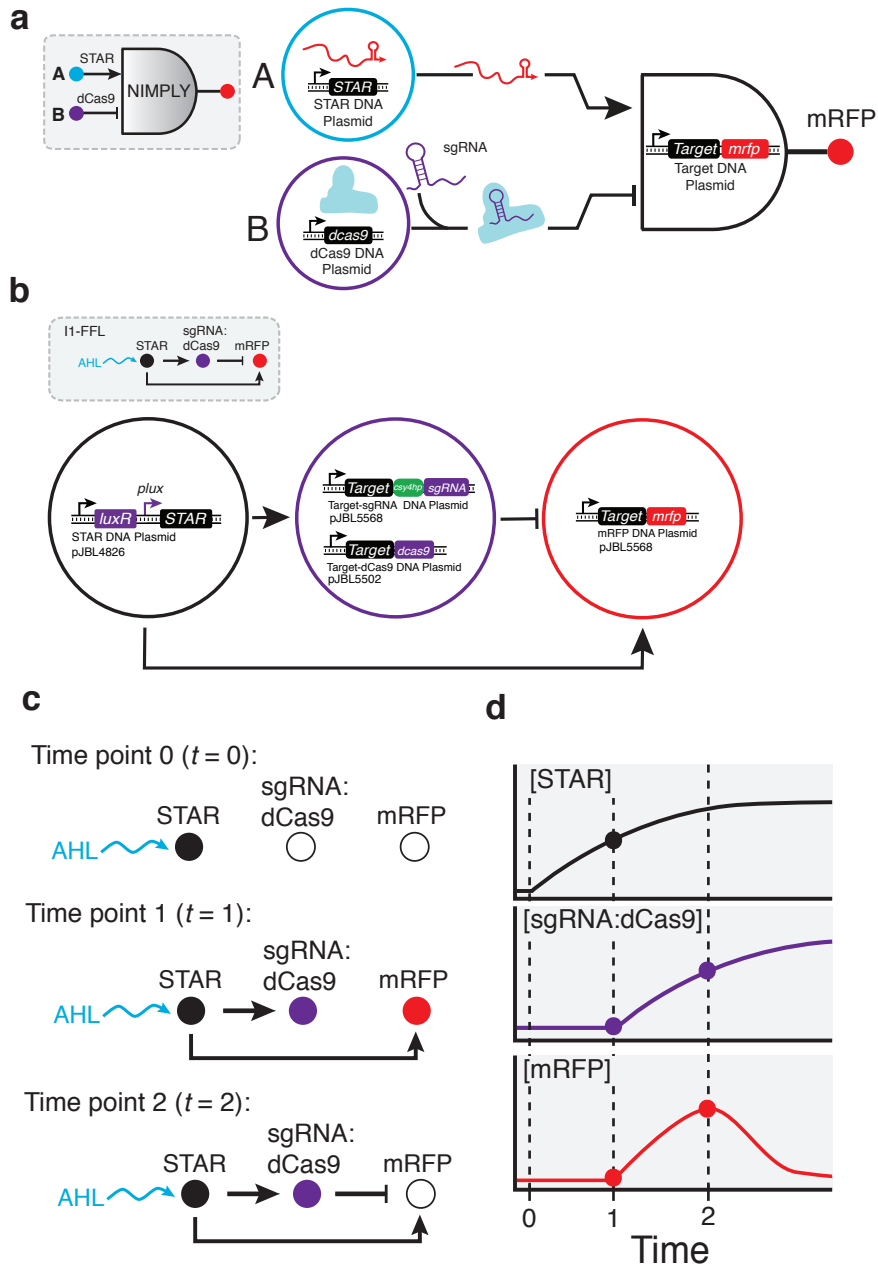 a
STAR
A
dCas9
B
NIMPLY
A
STAR
STAR DNA
Plasmid
sgRNA
B
dcas9
dCas9 DNA
Plasmid
Target mrfp
Target DNA
Plasmid
mRFP
b
I1-FFL
AHL
STAR
sgRNA:
dCas9
mRFP
plux
luxR STAR
STAR DNA Plasmid
pJBL4826
Target csy4hp sgRNA
Target-sgRNA DNA Plasmid
pJBL5568
Target dcas9
Target-dCas9 DNA Plasmid
pJBL5502
Target mrfp
mRFP DNA Plasmid
pJBL5568
c
Time point 0 (t = 0):
AHL
STAR
sgRNA:
dCas9
mRFP
Time point 1 (t = 1):
AHL
STAR
sgRNA:
dCas9
mRFP
Time point 2 (t = 2):
AHL
STAR
sgRNA:
dCas9
mRFP
d
[STAR]
[sgRNA:dCas9]
[mRFP]
0 1 2
Time